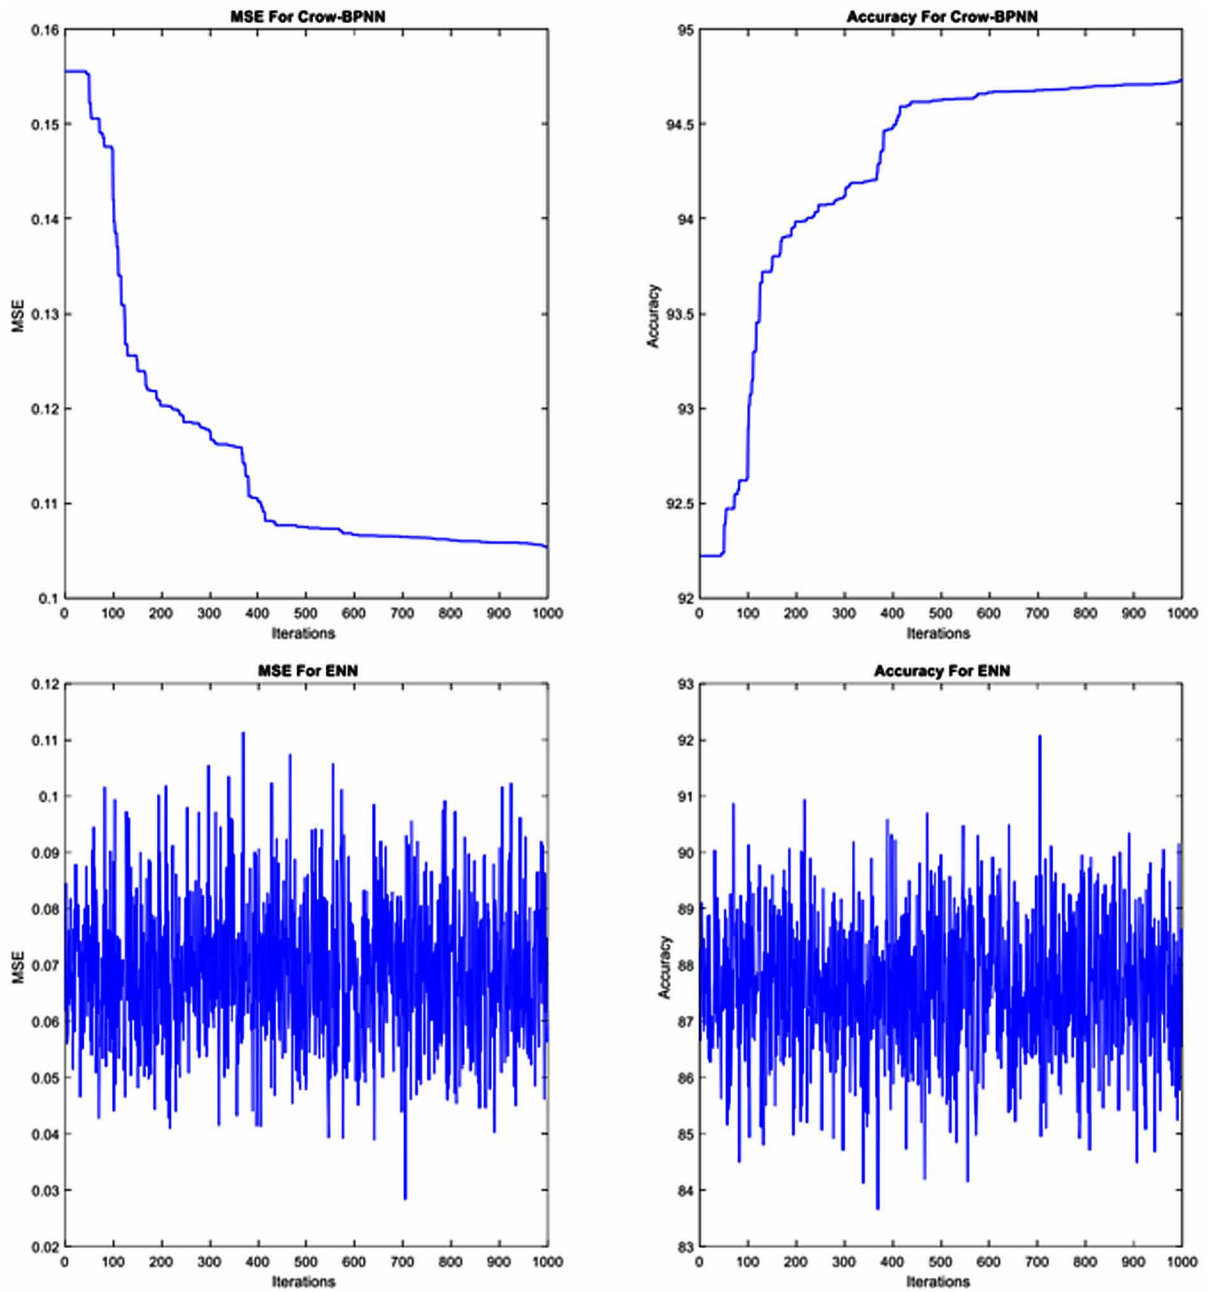 MSE For Crow-BPNN
0.16
0.15
0.14
0.13
0.12
0.11
0.1
MSE
0 100 200 300 400 500 600 700 800 900 1000
Iterations
Accuracy For Crow-BPNN
95
94.5
94
93.5
93
92.5
92
Accuracy
0 100 200 300 400 500 600 700 800 900 1000
Iterations
MSE For ENN
0.12
0.11
0.1
0.09
0.08
0.07
0.06
0.05
0.04
0.03
0.02
MSE
0 100 200 300 400 500 600 700 800 900 1000
Iterations
Accuracy For ENN
93
92
91
90
89
88
87
86
85
84
83
Accuracy
0 100 200 300 400 500 600 700 800 900 1000
Iterations